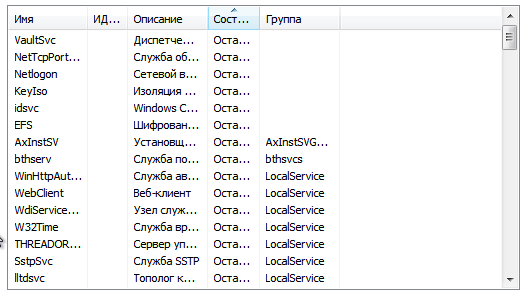 Имя ИД... Описание Сост... Группа
VaultSvc Диспетче... Оста...
NetTcpPort... Служба об... Оста...
Netlogon Сетевой в... Оста...
KeyIso Изоляция ... Оста...
idsvc Windows C... Оста...
EFS Шифрован... Оста...
AxInstSV Установщ... Оста... AxInstSVG...
bthserv Служба по... Оста... bthsvcs
WinHttpAut... Служба ав... Оста... LocalService
WebClient Веб-клиент Оста... LocalService
WdiService... Узел служ... Оста... LocalService
W32Time Служба вр... Оста... LocalService
THREADOR... Сервер уп... Оста... LocalService
SstpSvc Служба SSTP Оста... LocalService
lltdsvc Тополог к... Оста... LocalService